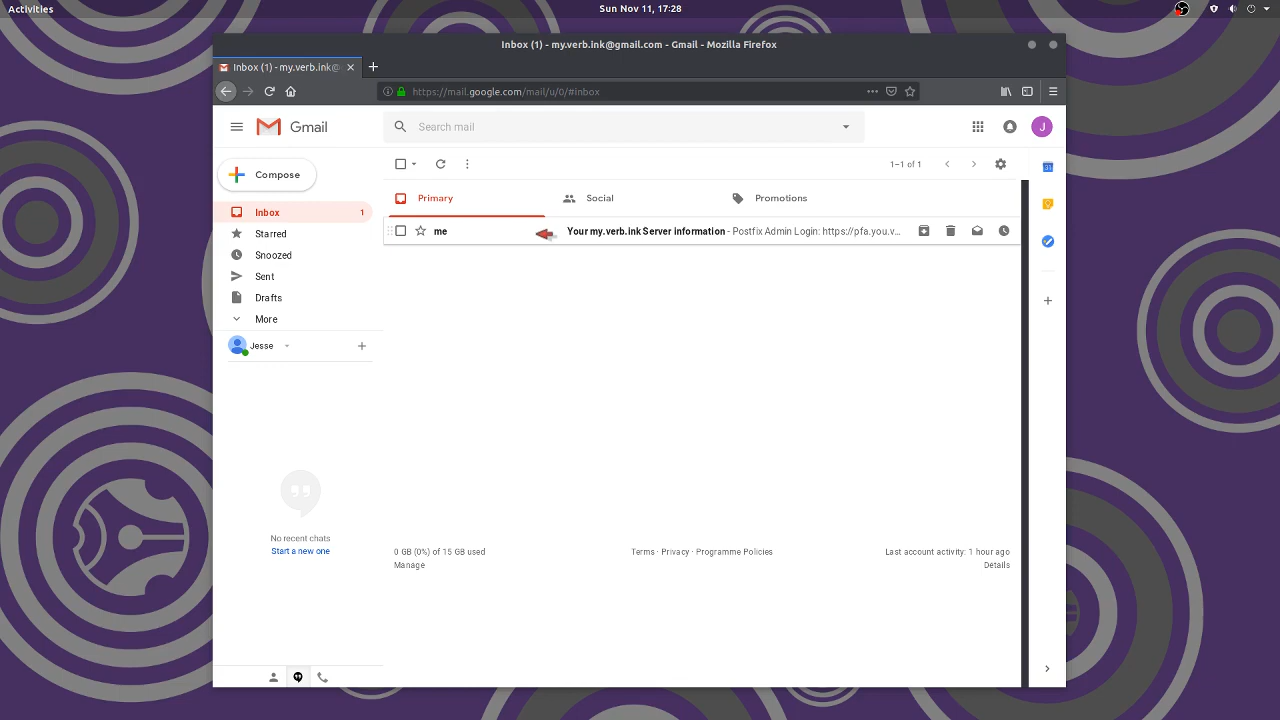 Activities
Sun Nov 11, 17:28
Inbox (1) - my.verb.ink@gmail.com - Gmail - Mozilla Firefox
Inbox (1) - my.verb.ink@
https://mail.google.com/mail/u/0/#inbox
Gmail
Search mail
J
Compose
1–1 of 1
31
Primary
Social
Promotions
Inbox 1
me
Your my.verb.ink Server information - Postfix Admin Login: https://pfa.you.v…
Starred
Snoozed
Sent
Drafts
More
Jesse
No recent chats
Start a new one
0 GB (0%) of 15 GB used
Manage
Terms · Privacy · Programme Policies
Last account activity: 1 hour ago
Details